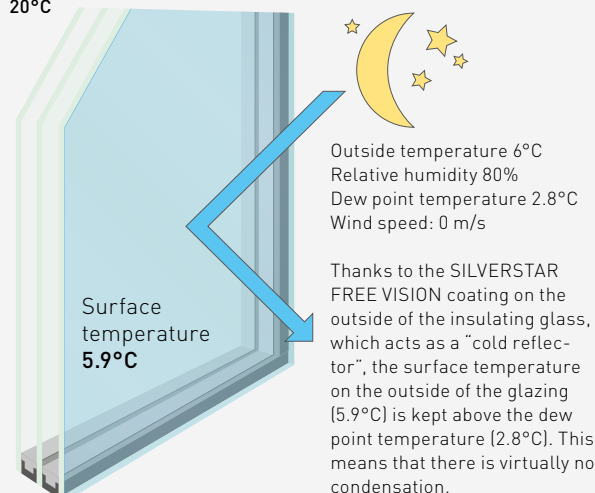 20°C
Outside temperature 6°C
Relative humidity 80%
Dew point temperature 2.8°C
Wind speed: 0 m/s
Thanks to the SILVERSTAR
FREE VISION coating on the
outside of the insulating glass,
which acts as a “cold reflec-
tor”, the surface temperature
on the outside of the glazing
(5.9°C) is kept above the dew
point temperature (2.8°C). This
means that there is virtually no
condensation.
Surface
temperature
5.9°C